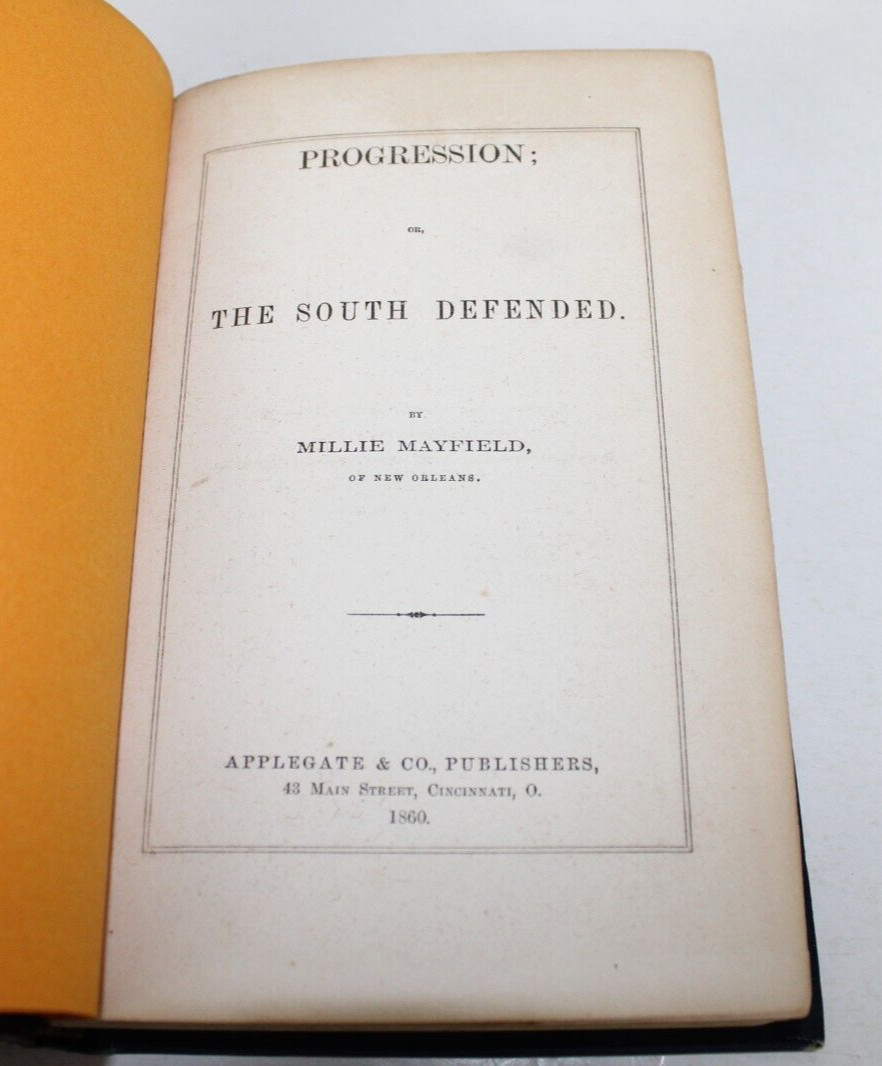 PROGRESSION;
OR,
THE SOUTH DEFENDED.
BY
MILLIE MAYFIELD,
OF NEW ORLEANS.
APPLEGATE & CO., PUBLISHERS,
43 MAIN STREET, CINCINNATI, O.
1860.